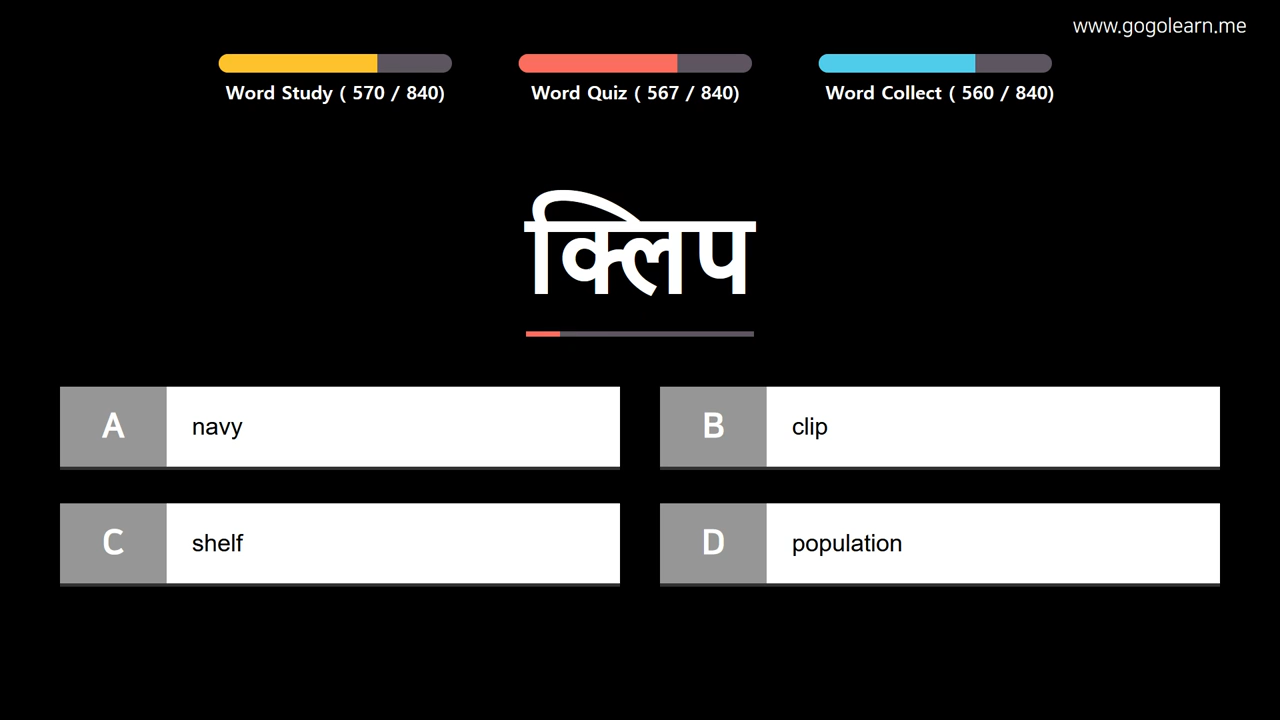 www.gogolearn.me
Word Study ( 570 / 840)
Word Quiz ( 567 / 840)
Word Collect ( 560 / 840)
क्लिप
A navy
B clip
C shelf
D population